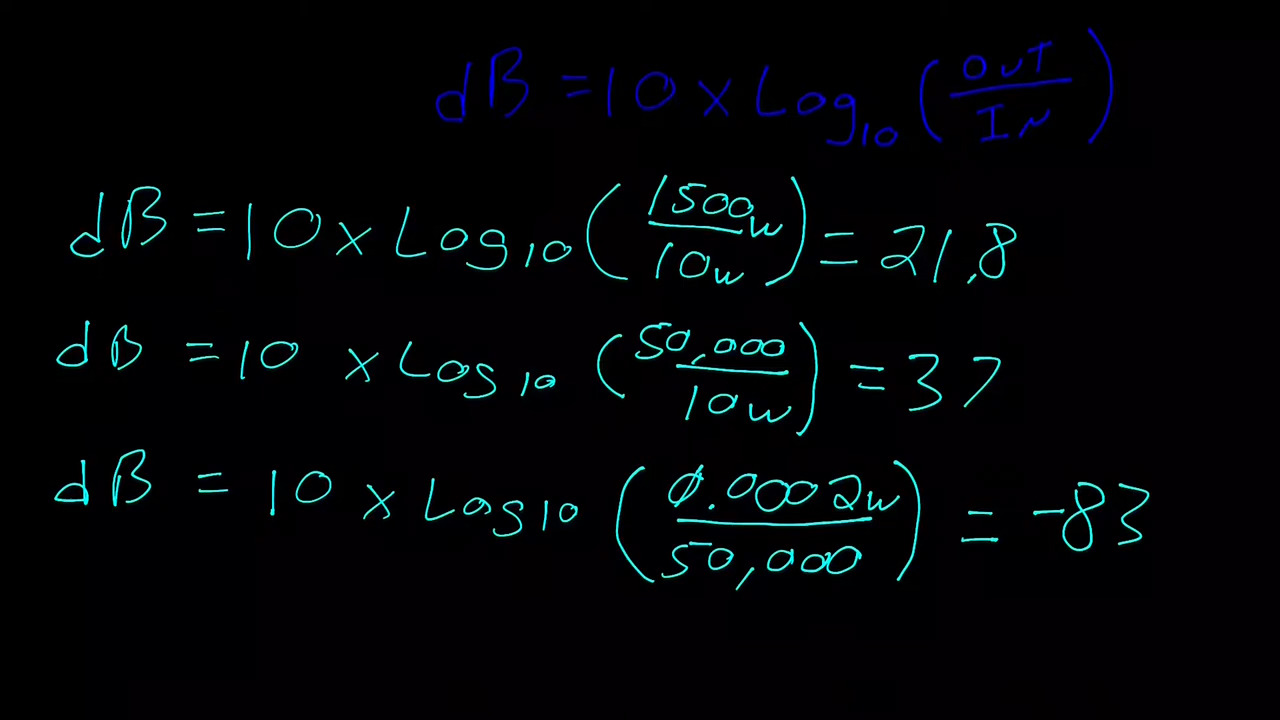 dB = 10 x Log10 (OUT/IN)
dB = 10 x Log10 (1500w/10w) = 21.8
dB = 10 x Log10 (50,000/10w) = 37
dB = 10 x Log10 (0.0002w/50,000) = -83